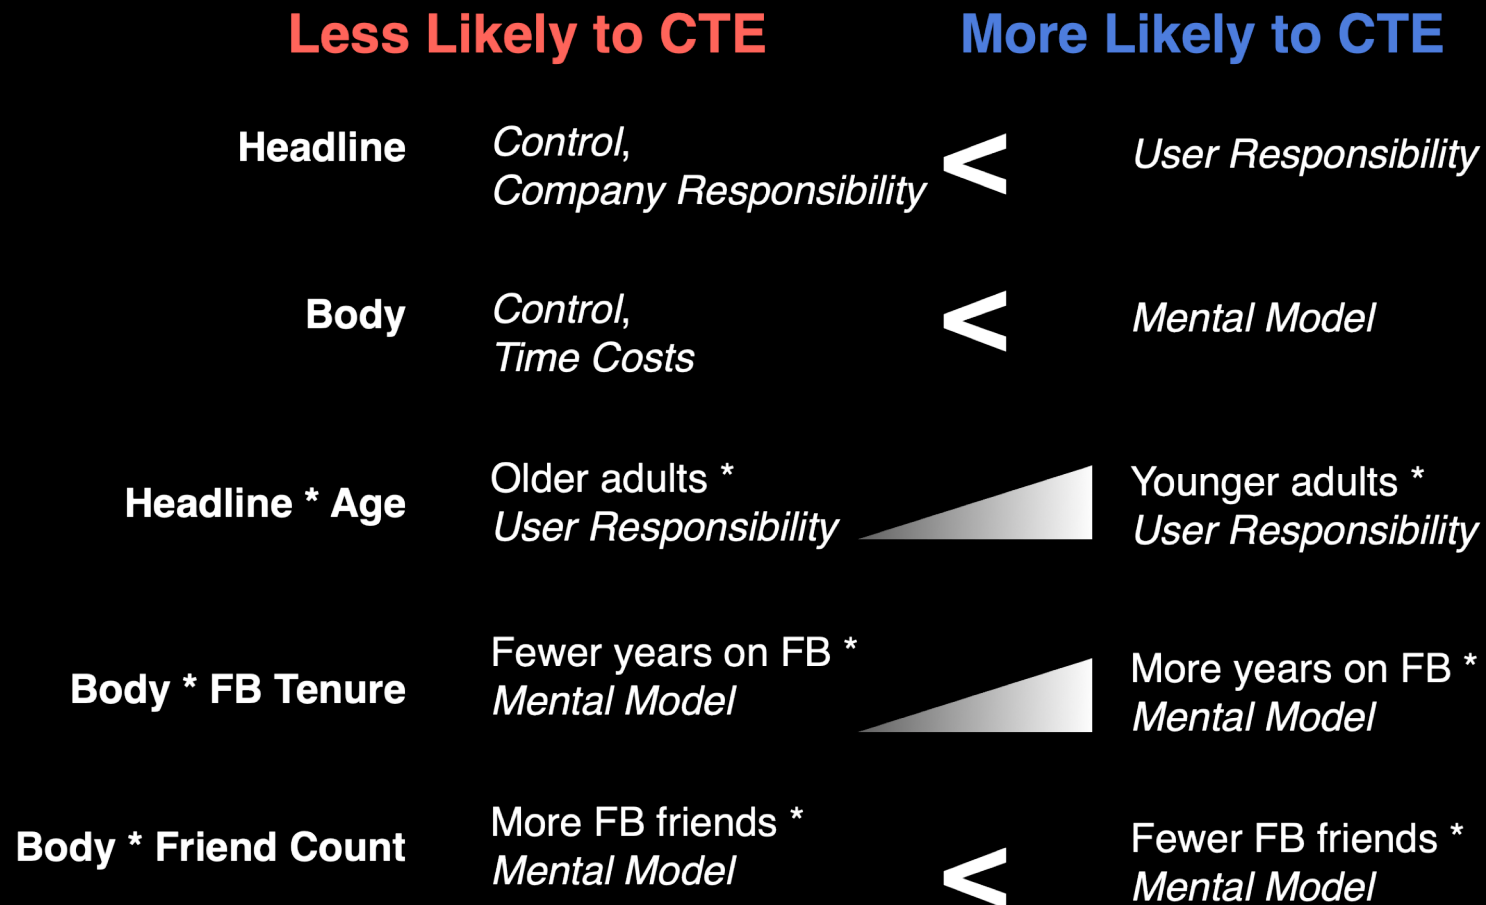 Less Likely to CTE More Likely to CTE
Headline Control, < User Responsibility
Company Responsibility
Body Control, < Mental Model
Time Costs
Headline * Age Older adults * Younger adults *
User Responsibility User Responsibility
Body * FB Tenure Fewer years on FB * More years on FB *
Mental Model Mental Model
Body * Friend Count More FB friends * < Fewer FB friends *
Mental Model Mental Model